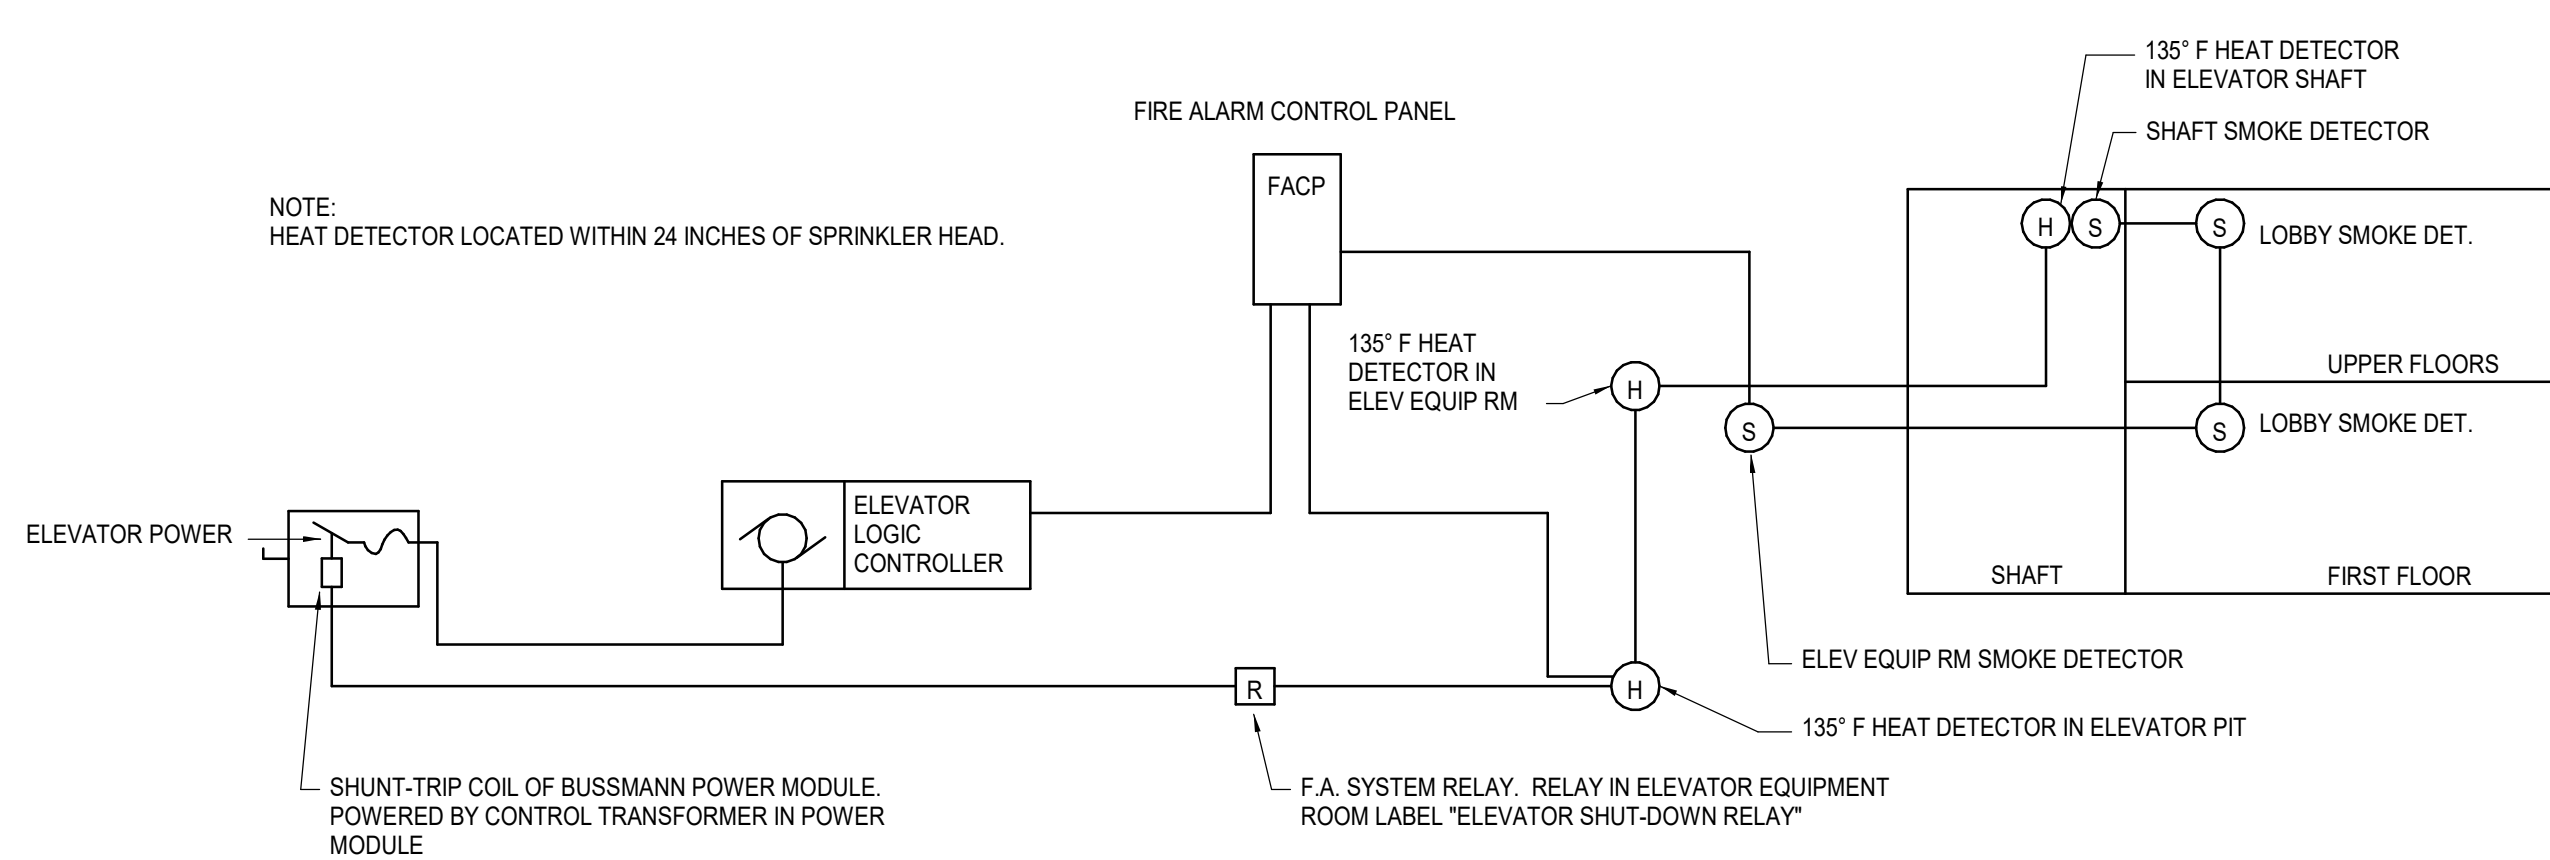 135° F HEAT DETECTOR
IN ELEVATOR SHAFT
SHAFT SMOKE DETECTOR
FIRE ALARM CONTROL PANEL
FACP
NOTE:
HEAT DETECTOR LOCATED WITHIN 24 INCHES OF SPRINKLER HEAD.
H
S
S
LOBBY SMOKE DET.
135° F HEAT
DETECTOR IN
ELEV EQUIP RM
H
UPPER FLOORS
S
S
LOBBY SMOKE DET.
ELEVATOR POWER
ELEVATOR
LOGIC
CONTROLLER
SHAFT
FIRST FLOOR
ELEV EQUIP RM SMOKE DETECTOR
R
H
135° F HEAT DETECTOR IN ELEVATOR PIT
SHUNT-TRIP COIL OF BUSSMANN POWER MODULE.
POWERED BY CONTROL TRANSFORMER IN POWER
MODULE
F.A. SYSTEM RELAY.  RELAY IN ELEVATOR EQUIPMENT
ROOM LABEL "ELEVATOR SHUT-DOWN RELAY"